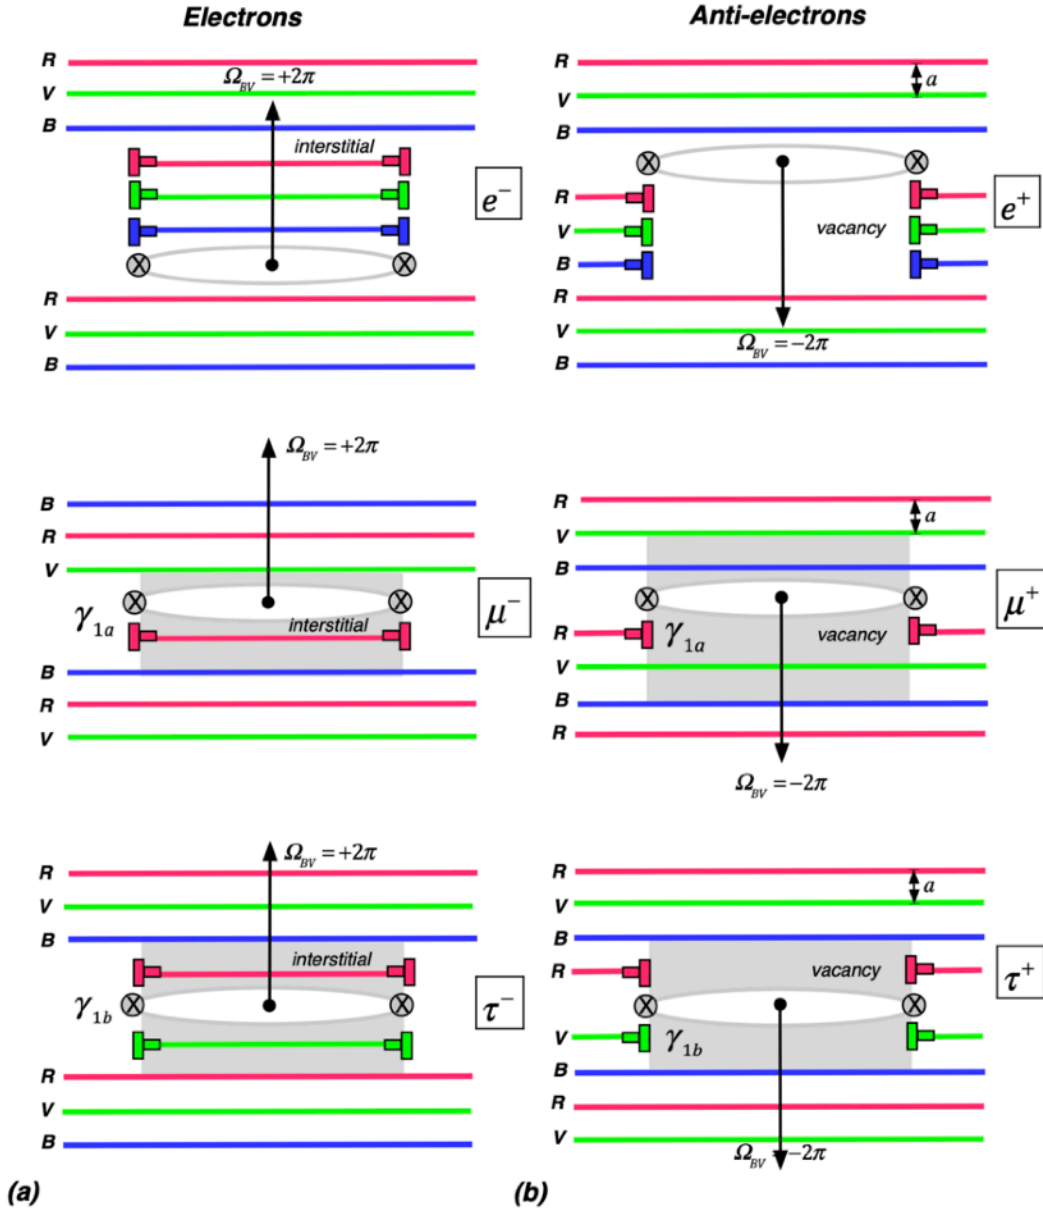 Electrons
R
Ω_BV = +2π
V
B
interstitial
e⁻
R
V
B
Ω_BV = +2π
B
R
V
γ_1a
interstitial
μ⁻
B
R
V
Ω_BV = +2π
R
V
B
interstitial
γ_1b
τ⁻
R
V
B
(a)
Anti-electrons
R
a
V
B
e⁺
R
V
vacancy
B
R
V
Ω_BV = −2π
B
R
a
V
B
μ⁺
R
γ_1a
vacancy
V
B
R
Ω_BV = −2π
R
a
V
B
R
vacancy
τ⁺
V
γ_1b
B
R
V
Ω_BV = −2π
(b)